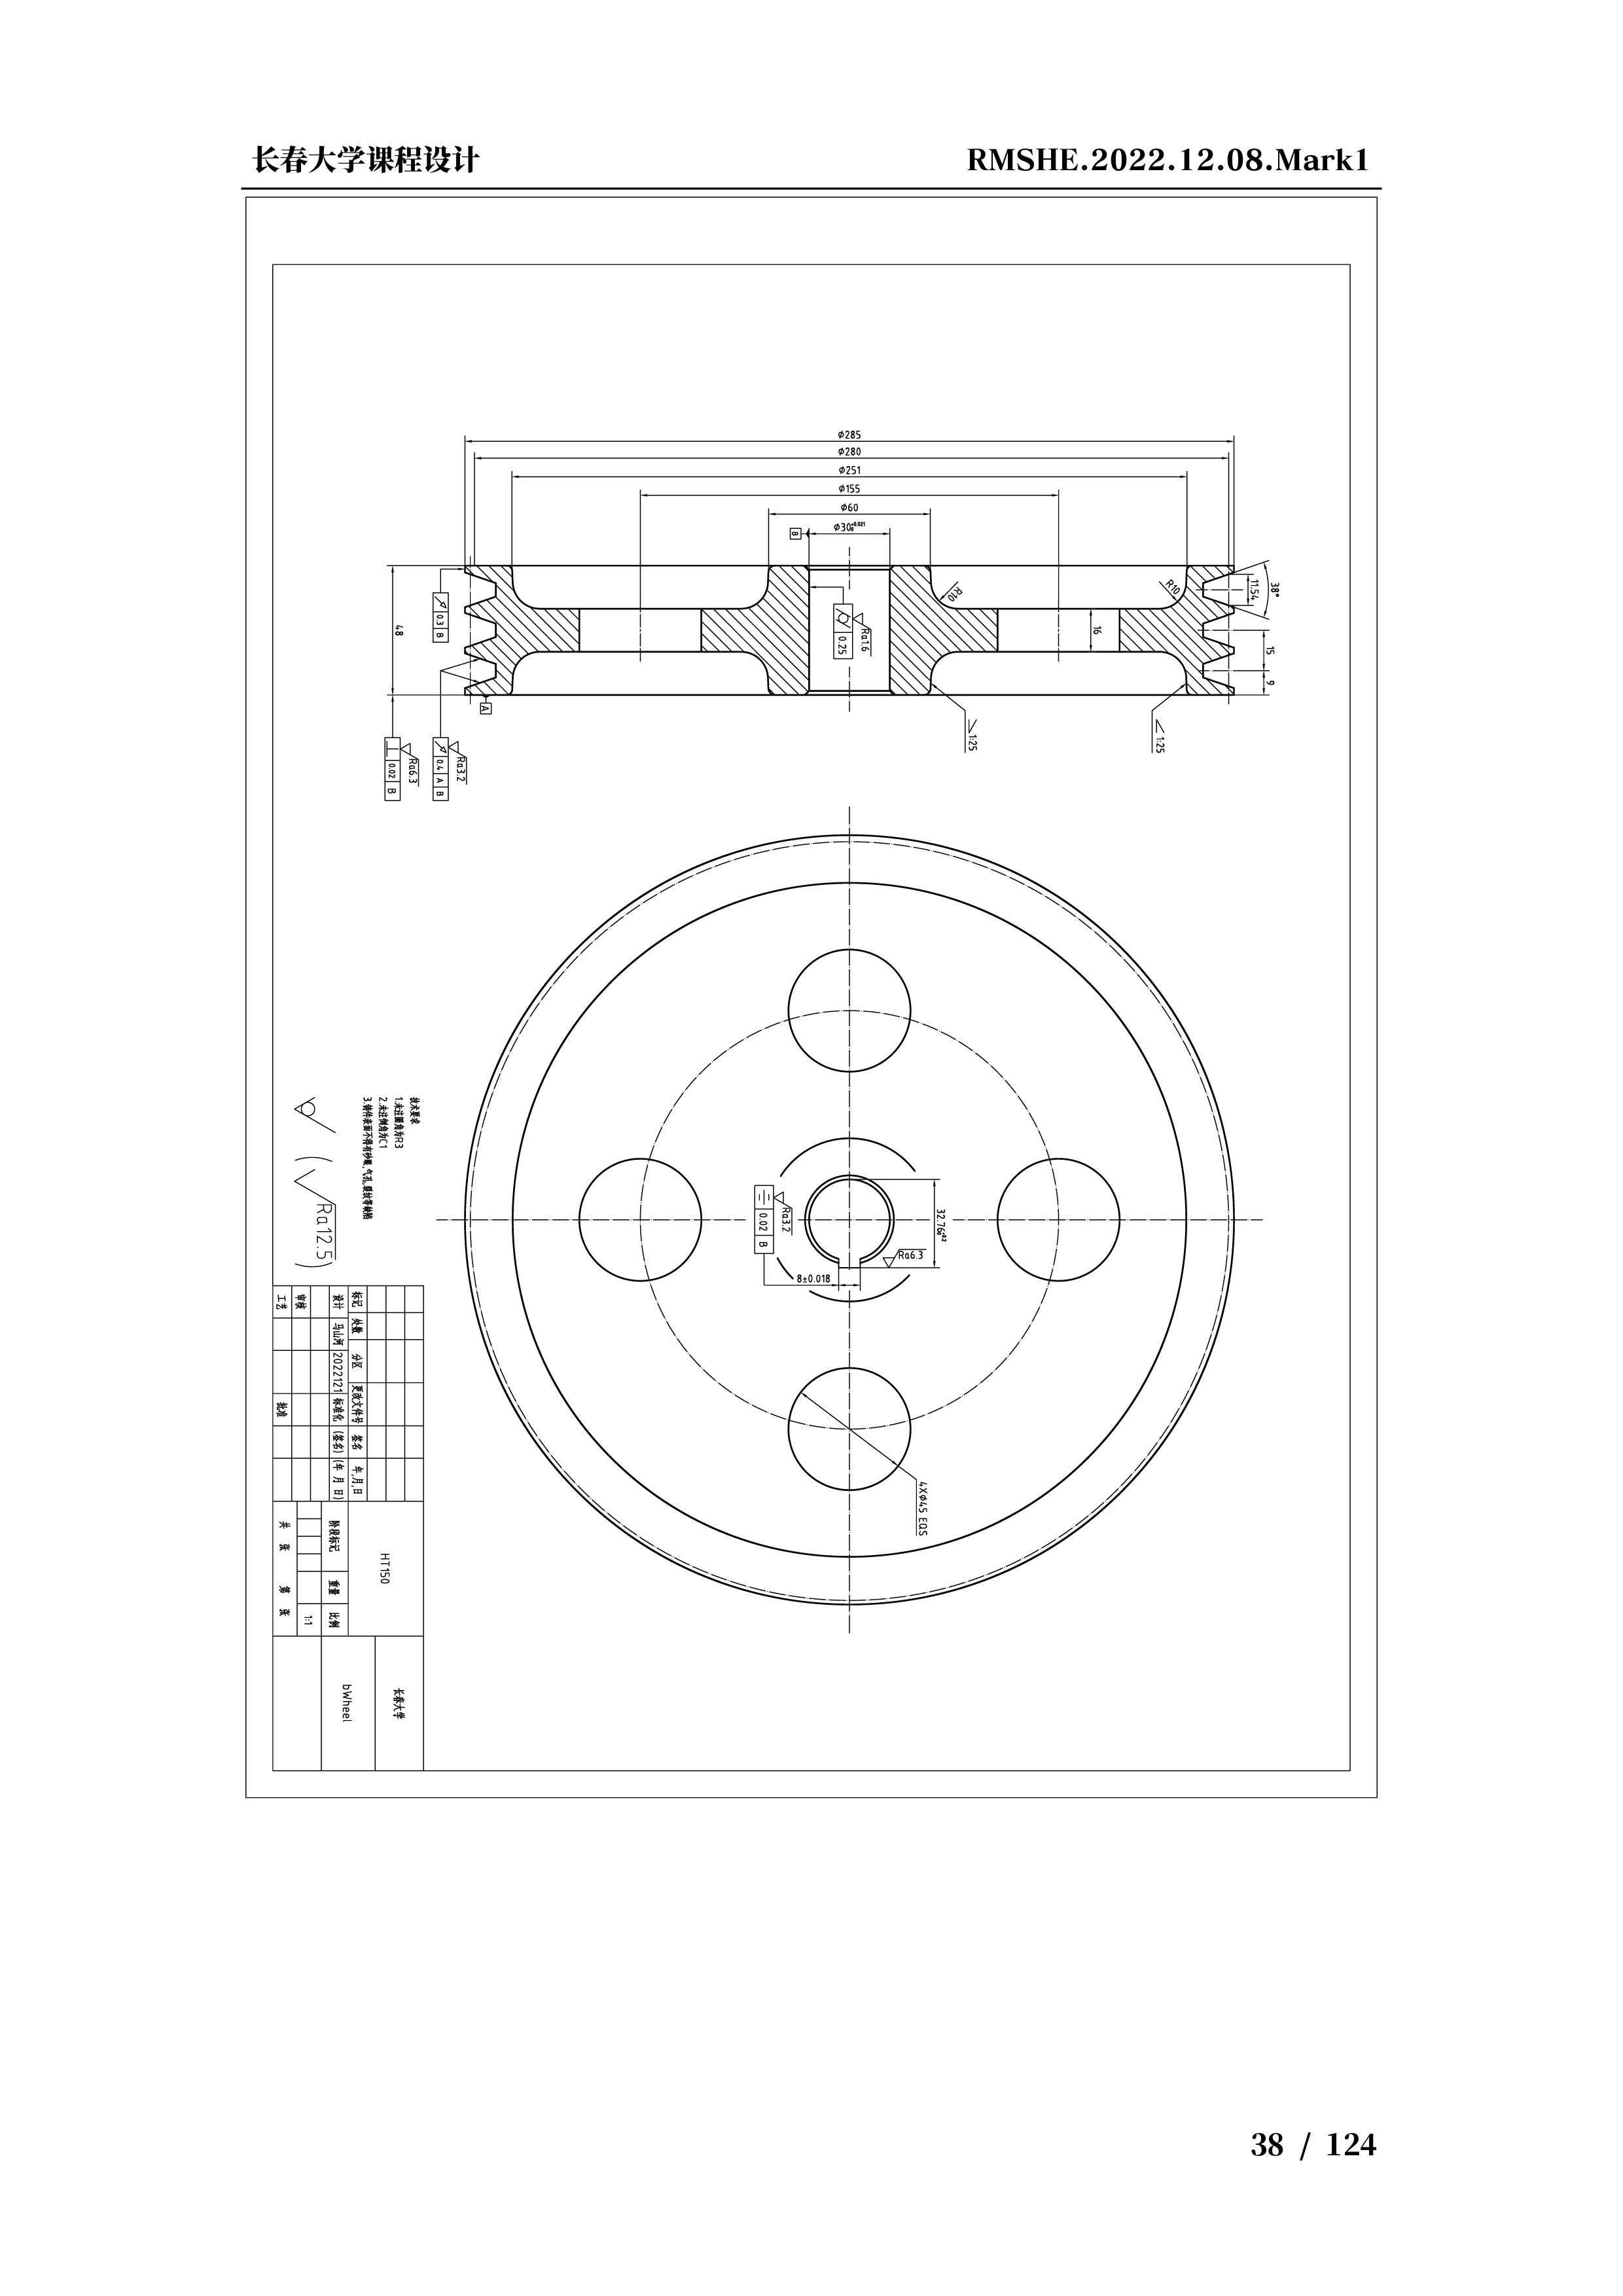 长春大学课程设计
RMSHE.2022.12.08.Mark1
ϕ285
ϕ280
ϕ251
ϕ155
ϕ60
ϕ30 +0.021 0
B
38°
11.54
15
9
16
R10
R10
48
0.3 B
0.25
Ra1.6
A
1:25
1:25
0.02 B
Ra6.3
0.4 A B
Ra3.2
32.76 +0.2 0
Ra6.3
0.02 B
Ra3.2
8±0.018
4Xϕ45 EQS
技术要求
1.未注圆角为R3
2.未注倒角为C1
3.铸件表面不得有砂眼,气孔,裂纹等缺陷
(Ra12.5)
标记 处数 分区 更改文件号 签名 年,月,日
设计 马山河 2022121 标准化 (签名) (年 月 日)
审核
工艺 批准
HT150
阶段标记 重量 比例
1:1
共 张 第 张
长春大学
bWheel
38 / 124